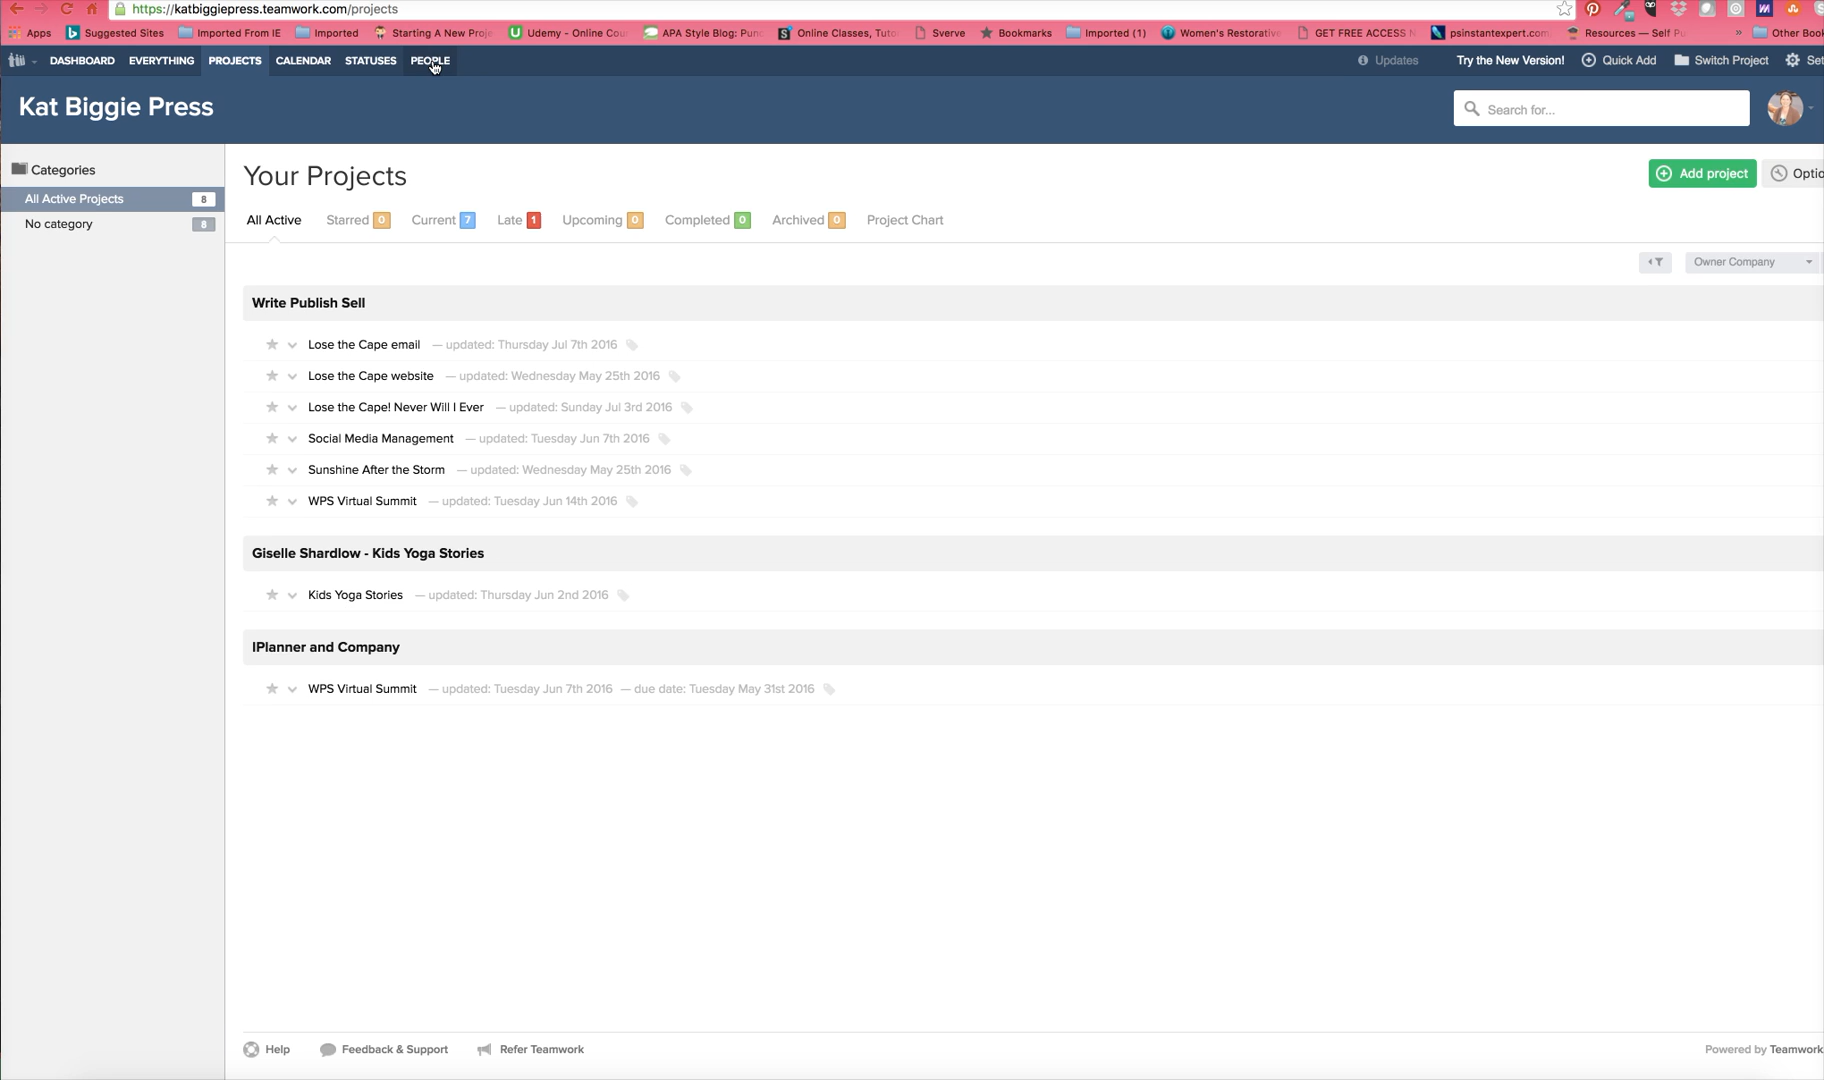 https://katbiggiepress.teamwork.com/projects
Apps Suggested Sites Imported From IE Imported Starting A New Proje Udemy - Online Cou APA Style Blog: Pun Online Classes, Tuto Sverve Bookmarks Imported (1) Women's Restorative GET FREE ACCESS psinstantexpert.com Resources — Self Pu » Other Book
DASHBOARD EVERYTHING PROJECTS CALENDAR STATUSES PEOPLE Updates Try the New Version! Quick Add Switch Project Set
Kat Biggie Press
Search for...
Categories
All Active Projects 8
No category 8
Your Projects
Add project Optio
All Active Starred 0 Current 7 Late 1 Upcoming 0 Completed 0 Archived 0 Project Chart
Owner Company
Write Publish Sell
Lose the Cape email — updated: Thursday Jul 7th 2016
Lose the Cape website — updated: Wednesday May 25th 2016
Lose the Cape! Never Will I Ever — updated: Sunday Jul 3rd 2016
Social Media Management — updated: Tuesday Jun 7th 2016
Sunshine After the Storm — updated: Wednesday May 25th 2016
WPS Virtual Summit — updated: Tuesday Jun 14th 2016
Giselle Shardlow - Kids Yoga Stories
Kids Yoga Stories — updated: Thursday Jun 2nd 2016
IPlanner and Company
WPS Virtual Summit — updated: Tuesday Jun 7th 2016 — due date: Tuesday May 31st 2016
Help Feedback & Support Refer Teamwork
Powered by Teamwork